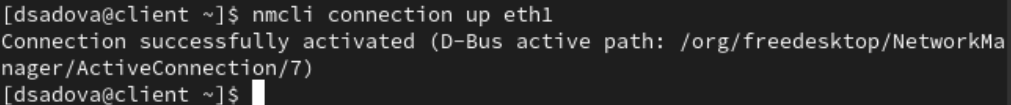 [dsadova@client ~]$ nmcli connection up eth1
Connection successfully activated (D-Bus active path: /org/freedesktop/NetworkMa
nager/ActiveConnection/7)
[dsadova@client ~]$